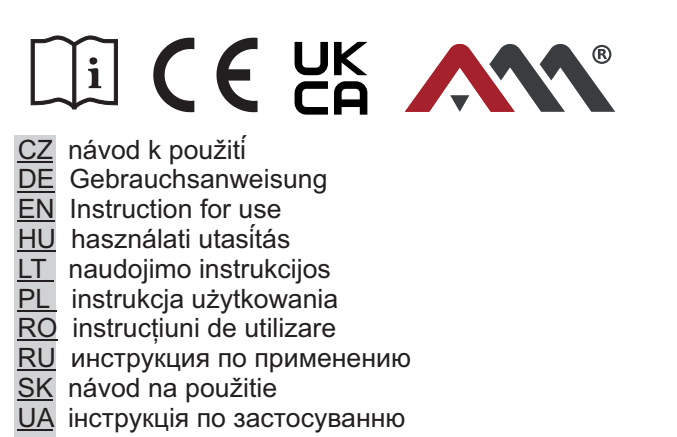 i CE UK CA AM ®
CZ návod k použití
DE Gebrauchsanweisung
EN Instruction for use
HU használati utasítás
LT naudojimo instrukcijos
PL instrukcja użytkowania
RO instrucțiuni de utilizare
RU инструкция по применению
SK návod na použitie
UA інструкція по застосуванню